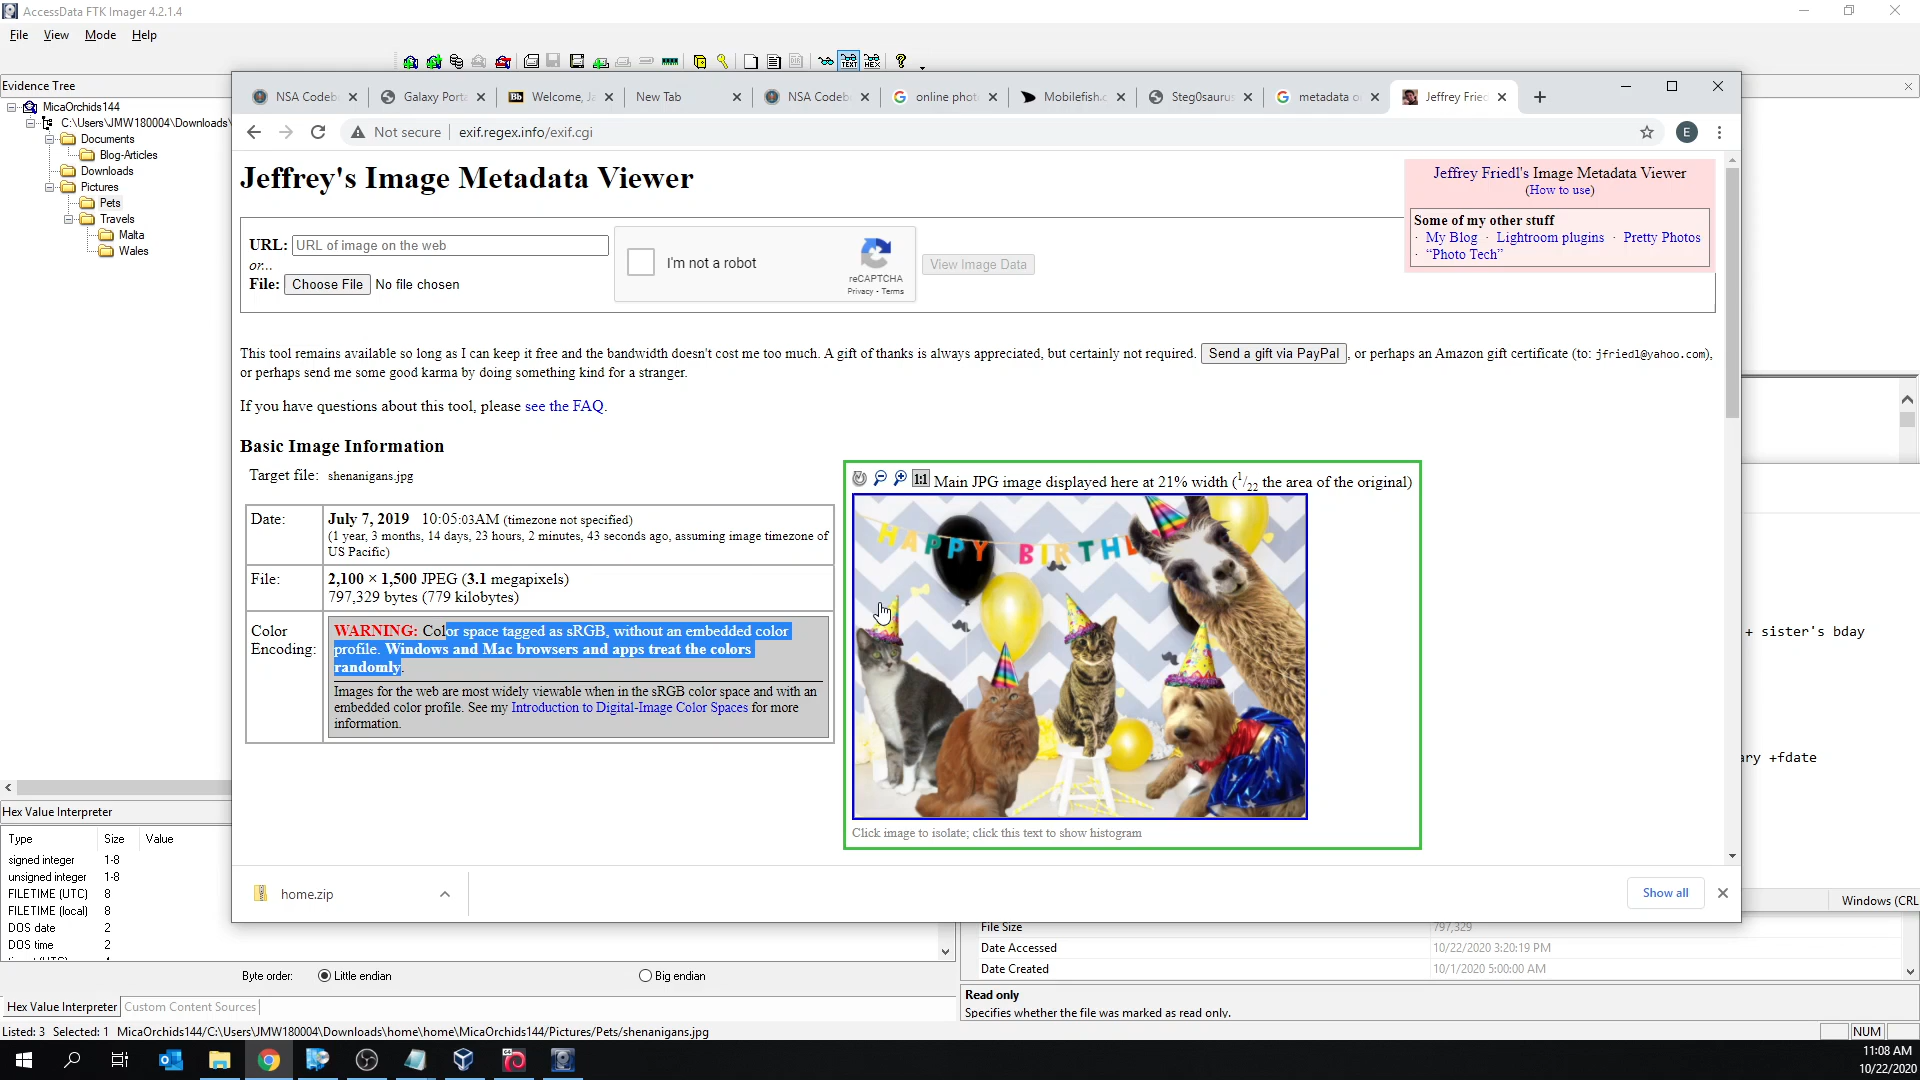 AccessData FTK Imager 4.2.1.4
File View Mode Help
Evidence Tree
MicaOrchids144
C:\Users\JMW180004\Downloads\
Documents
Blog-Articles
Downloads
Pictures
Pets
Travels
Malta
Wales
NSA Codeb
Galaxy Port
Bb Welcome, J
New Tab
NSA Codeb
online phot
Mobilefish.c
Steg0saurus
metadata o
Jeffrey Fried
Not secure exif.regex.info/exif.cgi
E
Jeffrey's Image Metadata Viewer
Jeffrey Friedl's Image Metadata Viewer
(How to use)
Some of my other stuff
· My Blog · Lightroom plugins · Pretty Photos
· “Photo Tech”
URL: URL of image on the web
or...
File: Choose File No file chosen
I'm not a robot
reCAPTCHA
Privacy - Terms
View Image Data
This tool remains available so long as I can keep it free and the bandwidth doesn't cost me too much. A gift of thanks is always appreciated, but certainly not required. Send a gift via PayPal, or perhaps an Amazon gift certificate (to: jfriedl@yahoo.com),
or perhaps send me some good karma by doing something kind for a stranger.
If you have questions about this tool, please see the FAQ.
Basic Image Information
Target file: shenanigans.jpg
Date: July 7, 2019 10:05:03AM (timezone not specified)
(1 year, 3 months, 14 days, 23 hours, 2 minutes, 43 seconds ago, assuming image timezone of
US Pacific)
File: 2,100 × 1,500 JPEG (3.1 megapixels)
797,329 bytes (779 kilobytes)
Color
Encoding:
WARNING: Color space tagged as sRGB, without an embedded color
profile. Windows and Mac browsers and apps treat the colors
randomly.
Images for the web are most widely viewable when in the sRGB color space and with an
embedded color profile. See my Introduction to Digital-Image Color Spaces for more
information.
1:1 Main JPG image displayed here at 21% width (1/22 the area of the original)
HAPPY BIRTH
Click image to isolate; click this text to show histogram
+ sister's bday
ary +fdate
home.zip
Show all
Windows (CRL
Hex Value Interpreter
Type Size Value
signed integer 1-8
unsigned integer 1-8
FILETIME (UTC) 8
FILETIME (local) 8
DOS date 2
DOS time 2
Byte order: Little endian Big endian
Hex Value Interpreter Custom Content Sources
File Size 797,329
Date Accessed 10/22/2020 3:20:19 PM
Date Created 10/1/2020 5:00:00 AM
Read only
Specifies whether the file was marked as read only.
Listed: 3 Selected: 1 MicaOrchids144/C:\Users\JMW180004\Downloads\home\home\MicaOrchids144/Pictures/Pets/shenanigans.jpg
NUM
11:08 AM
10/22/2020